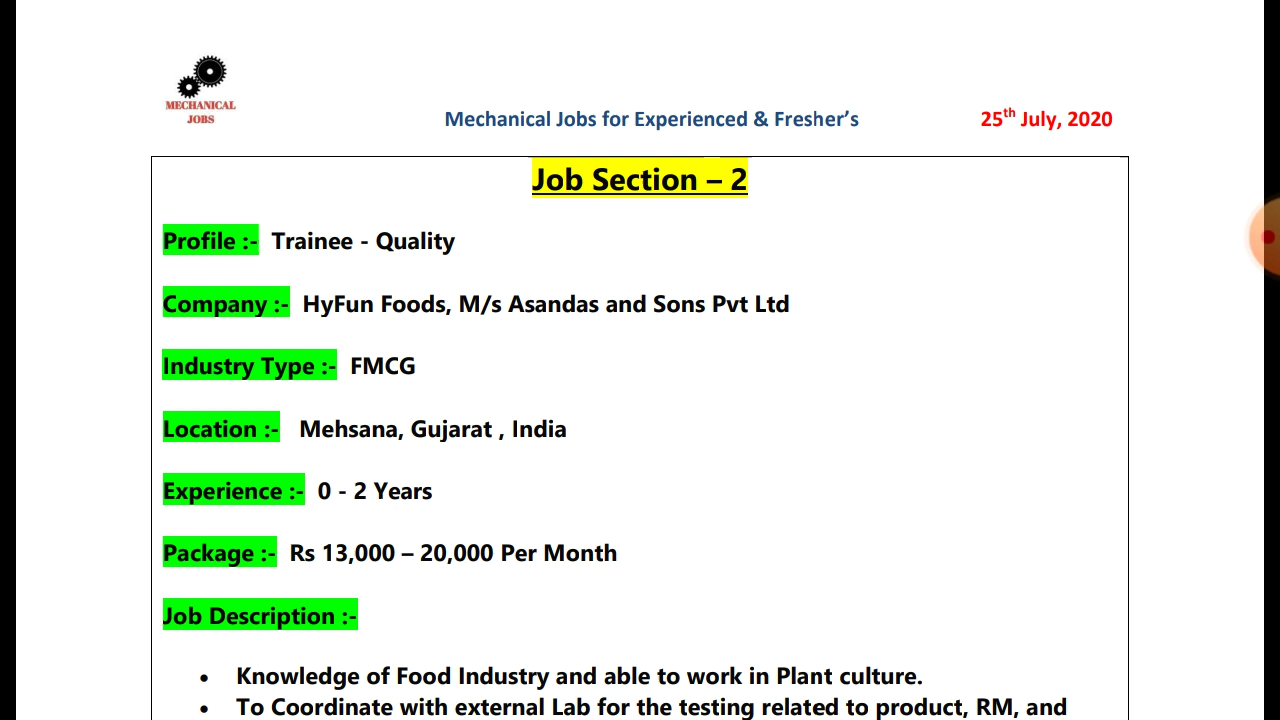 MECHANICAL
JOBS
Mechanical Jobs for Experienced & Fresher’s
25th July, 2020
Job Section – 2
Profile :- Trainee - Quality
Company :- HyFun Foods, M/s Asandas and Sons Pvt Ltd
Industry Type :- FMCG
Location :- Mehsana, Gujarat , India
Experience :- 0 - 2 Years
Package :- Rs 13,000 – 20,000 Per Month
Job Description :-
• Knowledge of Food Industry and able to work in Plant culture.
• To Coordinate with external Lab for the testing related to product, RM, and